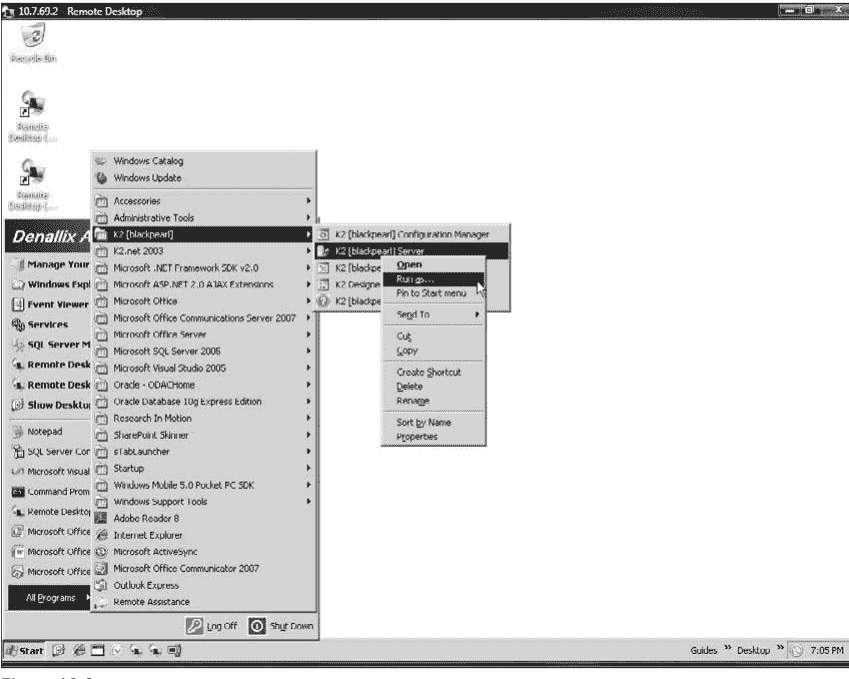 10.7.69.2 Remote Desktop
Recycle Bin
Remote
Desktop (...
Remote
Desktop (...
Denallix A
Manage Your
Windows Expl
Event Viewer
Services
SQL Server M
Remote Desk
Remote Desk
Show Deskto
Notepad
SQL Server Cor
Microsoft Visual
Command Prom
Remote Desktop
Microsoft Office
Microsoft Office
Microsoft Office
All Programs
Windows Catalog
Windows Update
Accessories
Administrative Tools
K2 [blackpearl]
K2.net 2003
Microsoft .NET Framework SDK v2.0
Microsoft ASP.NET 2.0 AJAX Extensions
Microsoft Office
Microsoft Office Communications Server 2007
Microsoft Office Server
Microsoft SQL Server 2005
Microsoft Visual Studio 2005
Oracle - ODACHome
Oracle Database 10g Express Edition
Research In Motion
SharePoint Skinner
sTabLauncher
Startup
Windows Mobile 5.0 Pocket PC SDK
Windows Support Tools
Adobe Reader 8
Internet Explorer
Microsoft ActiveSync
Microsoft Office Communicator 2007
Outlook Express
Remote Assistance
K2 [blackpearl] Configuration Manager
K2 [blackpearl] Server
K2 [blackpe
K2 Designe
K2 [blackpe
Open
Run as...
Pin to Start menu
Send To
Cut
Copy
Create Shortcut
Delete
Rename
Sort by Name
Properties
Log Off
Shut Down
Start
Guides
Desktop
7:05 PM